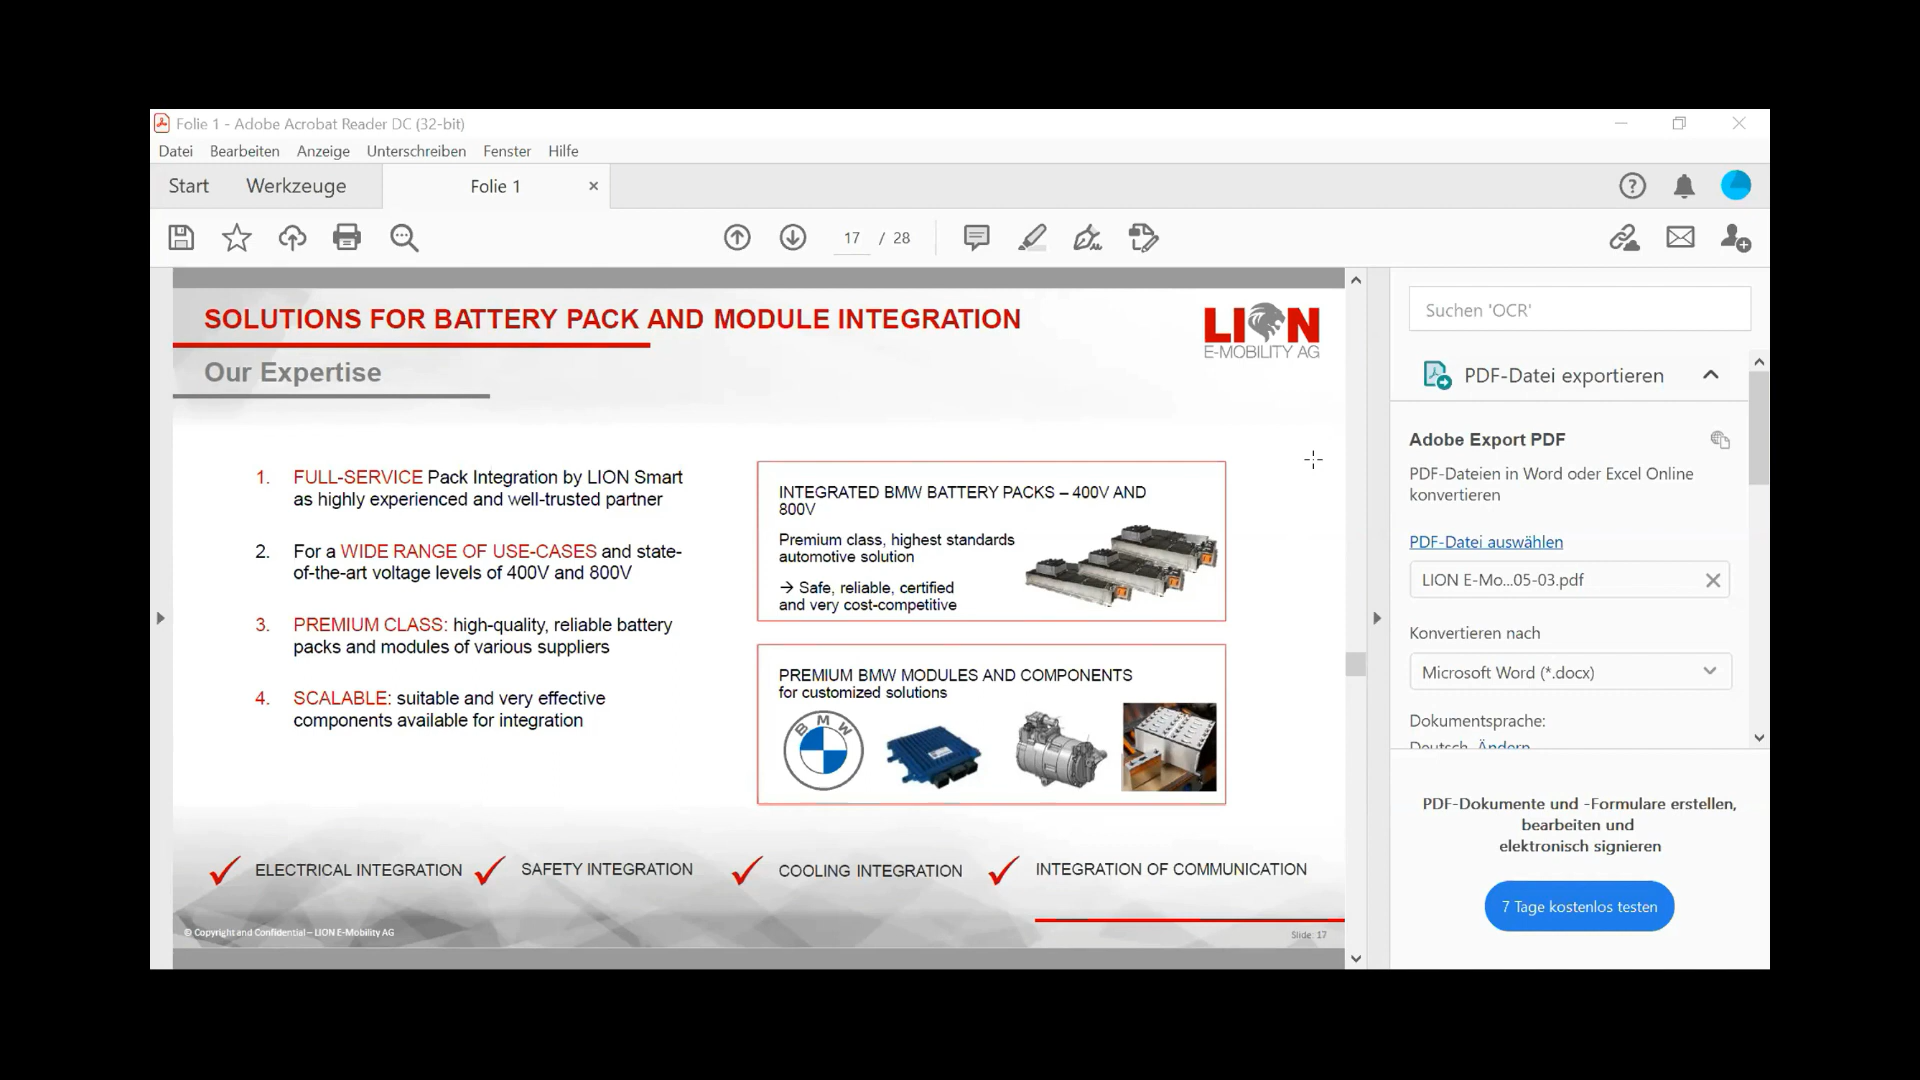 Folie 1 - Adobe Acrobat Reader DC (32-bit)
Datei Bearbeiten Anzeige Unterschreiben Fenster Hilfe
Start Werkzeuge Folie 1
17 / 28
SOLUTIONS FOR BATTERY PACK AND MODULE INTEGRATION
Our Expertise
LION
E-MOBILITY AG
1. FULL-SERVICE Pack Integration by LION Smart
as highly experienced and well-trusted partner
2. For a WIDE RANGE OF USE-CASES and state-
of-the-art voltage levels of 400V and 800V
3. PREMIUM CLASS: high-quality, reliable battery
packs and modules of various suppliers
4. SCALABLE: suitable and very effective
components available for integration
INTEGRATED BMW BATTERY PACKS – 400V AND
800V
Premium class, highest standards
automotive solution
→ Safe, reliable, certified
and very cost-competitive
PREMIUM BMW MODULES AND COMPONENTS
for customized solutions
BMW
ELECTRICAL INTEGRATION
SAFETY INTEGRATION
COOLING INTEGRATION
INTEGRATION OF COMMUNICATION
© Copyright and Confidential – LION E-Mobility AG
Slide: 17
Suchen 'OCR'
PDF-Datei exportieren
Adobe Export PDF
PDF-Dateien in Word oder Excel Online
konvertieren
PDF-Datei auswählen
LION E-Mo...05-03.pdf
Konvertieren nach
Microsoft Word (*.docx)
Dokumentsprache:
Deutsch Ändern
PDF-Dokumente und -Formulare erstellen,
bearbeiten und
elektronisch signieren
7 Tage kostenlos testen